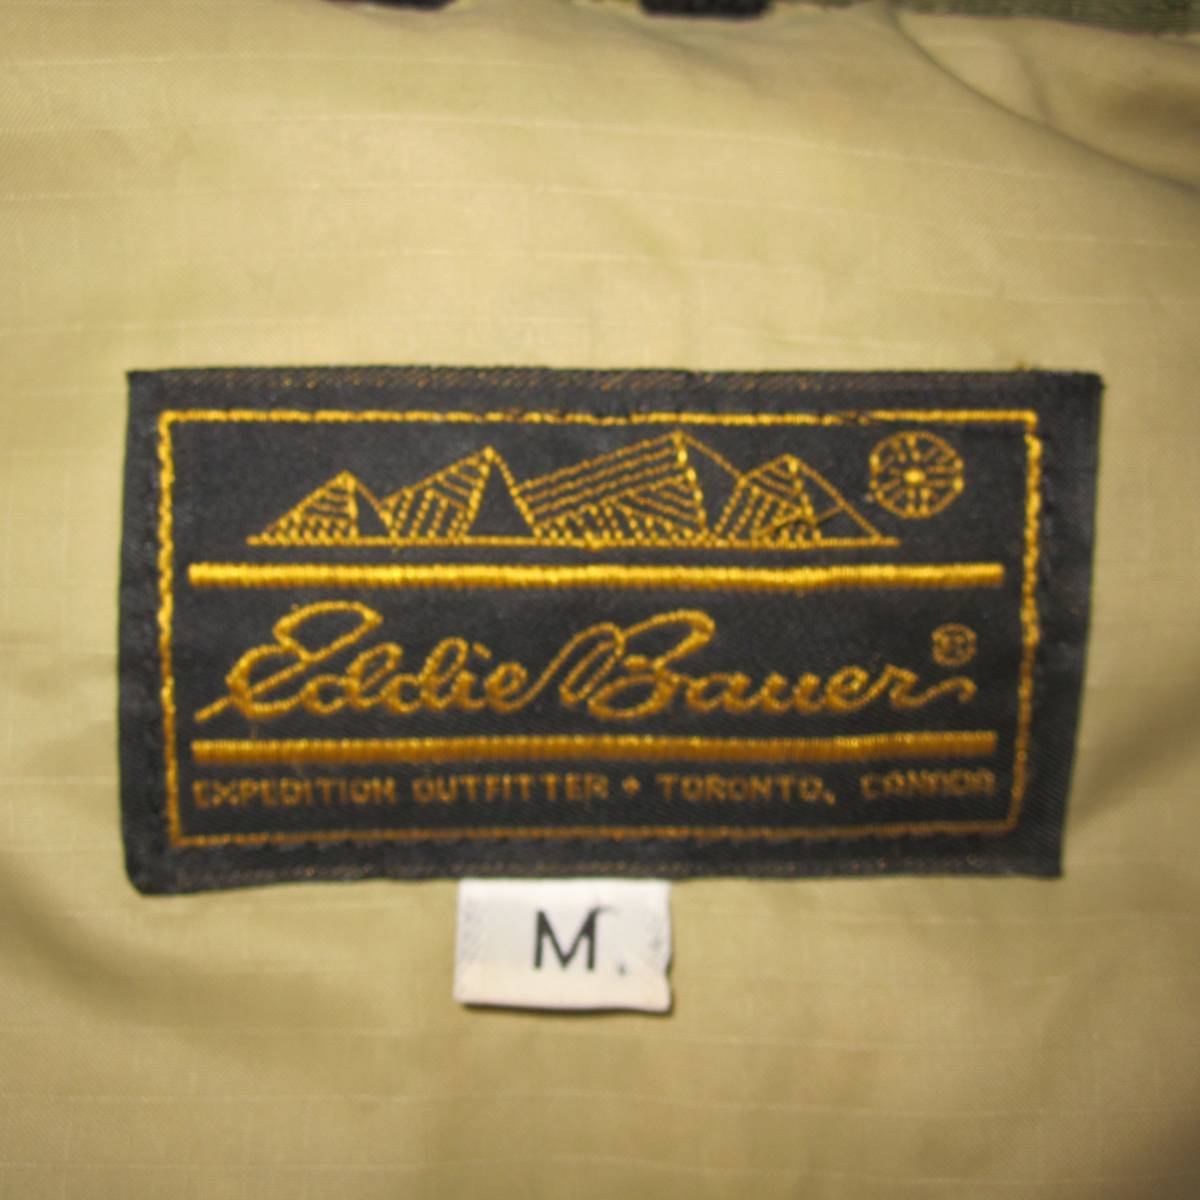 Eddie Bauer ®
EXPEDITION OUTFITTER + TORONTO, CANADA
M.